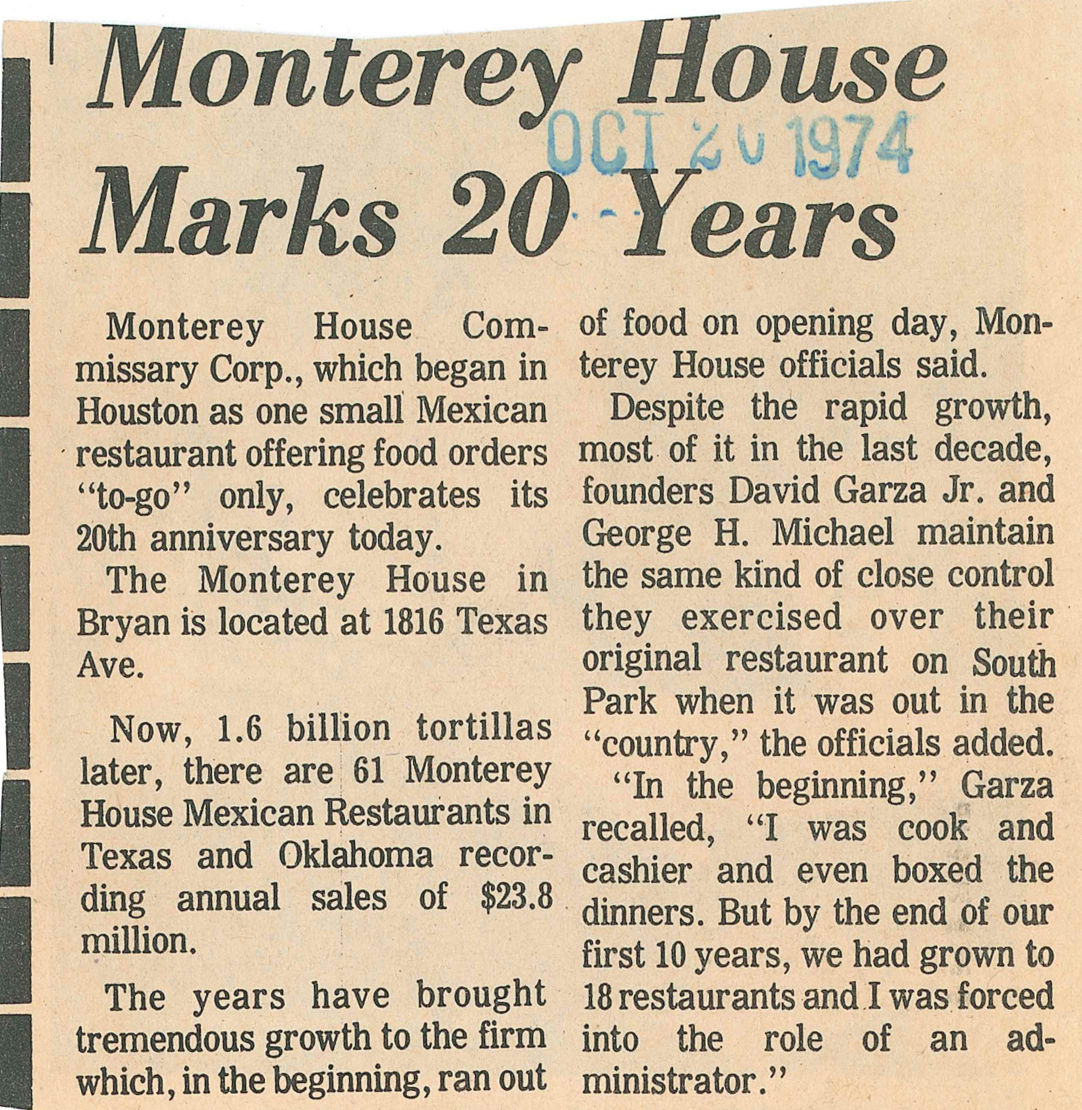 Monterey House
OCT 20 1974
Marks 20 Years
Monterey House Com-
missary Corp., which began in
Houston as one small Mexican
restaurant offering food orders
“to-go” only, celebrates its
20th anniversary today.
The Monterey House in
Bryan is located at 1816 Texas
Ave.
Now, 1.6 billion tortillas
later, there are 61 Monterey
House Mexican Restaurants in
Texas and Oklahoma recor-
ding annual sales of $23.8
million.
The years have brought
tremendous growth to the firm
which, in the beginning, ran out
of food on opening day, Mon-
terey House officials said.
Despite the rapid growth,
most of it in the last decade,
founders David Garza Jr. and
George H. Michael maintain
the same kind of close control
they exercised over their
original restaurant on South
Park when it was out in the
“country,” the officials added.
“In the beginning,” Garza
recalled, “I was cook and
cashier and even boxed the
dinners. But by the end of our
first 10 years, we had grown to
18 restaurants and I was forced
into the role of an ad-
ministrator.”